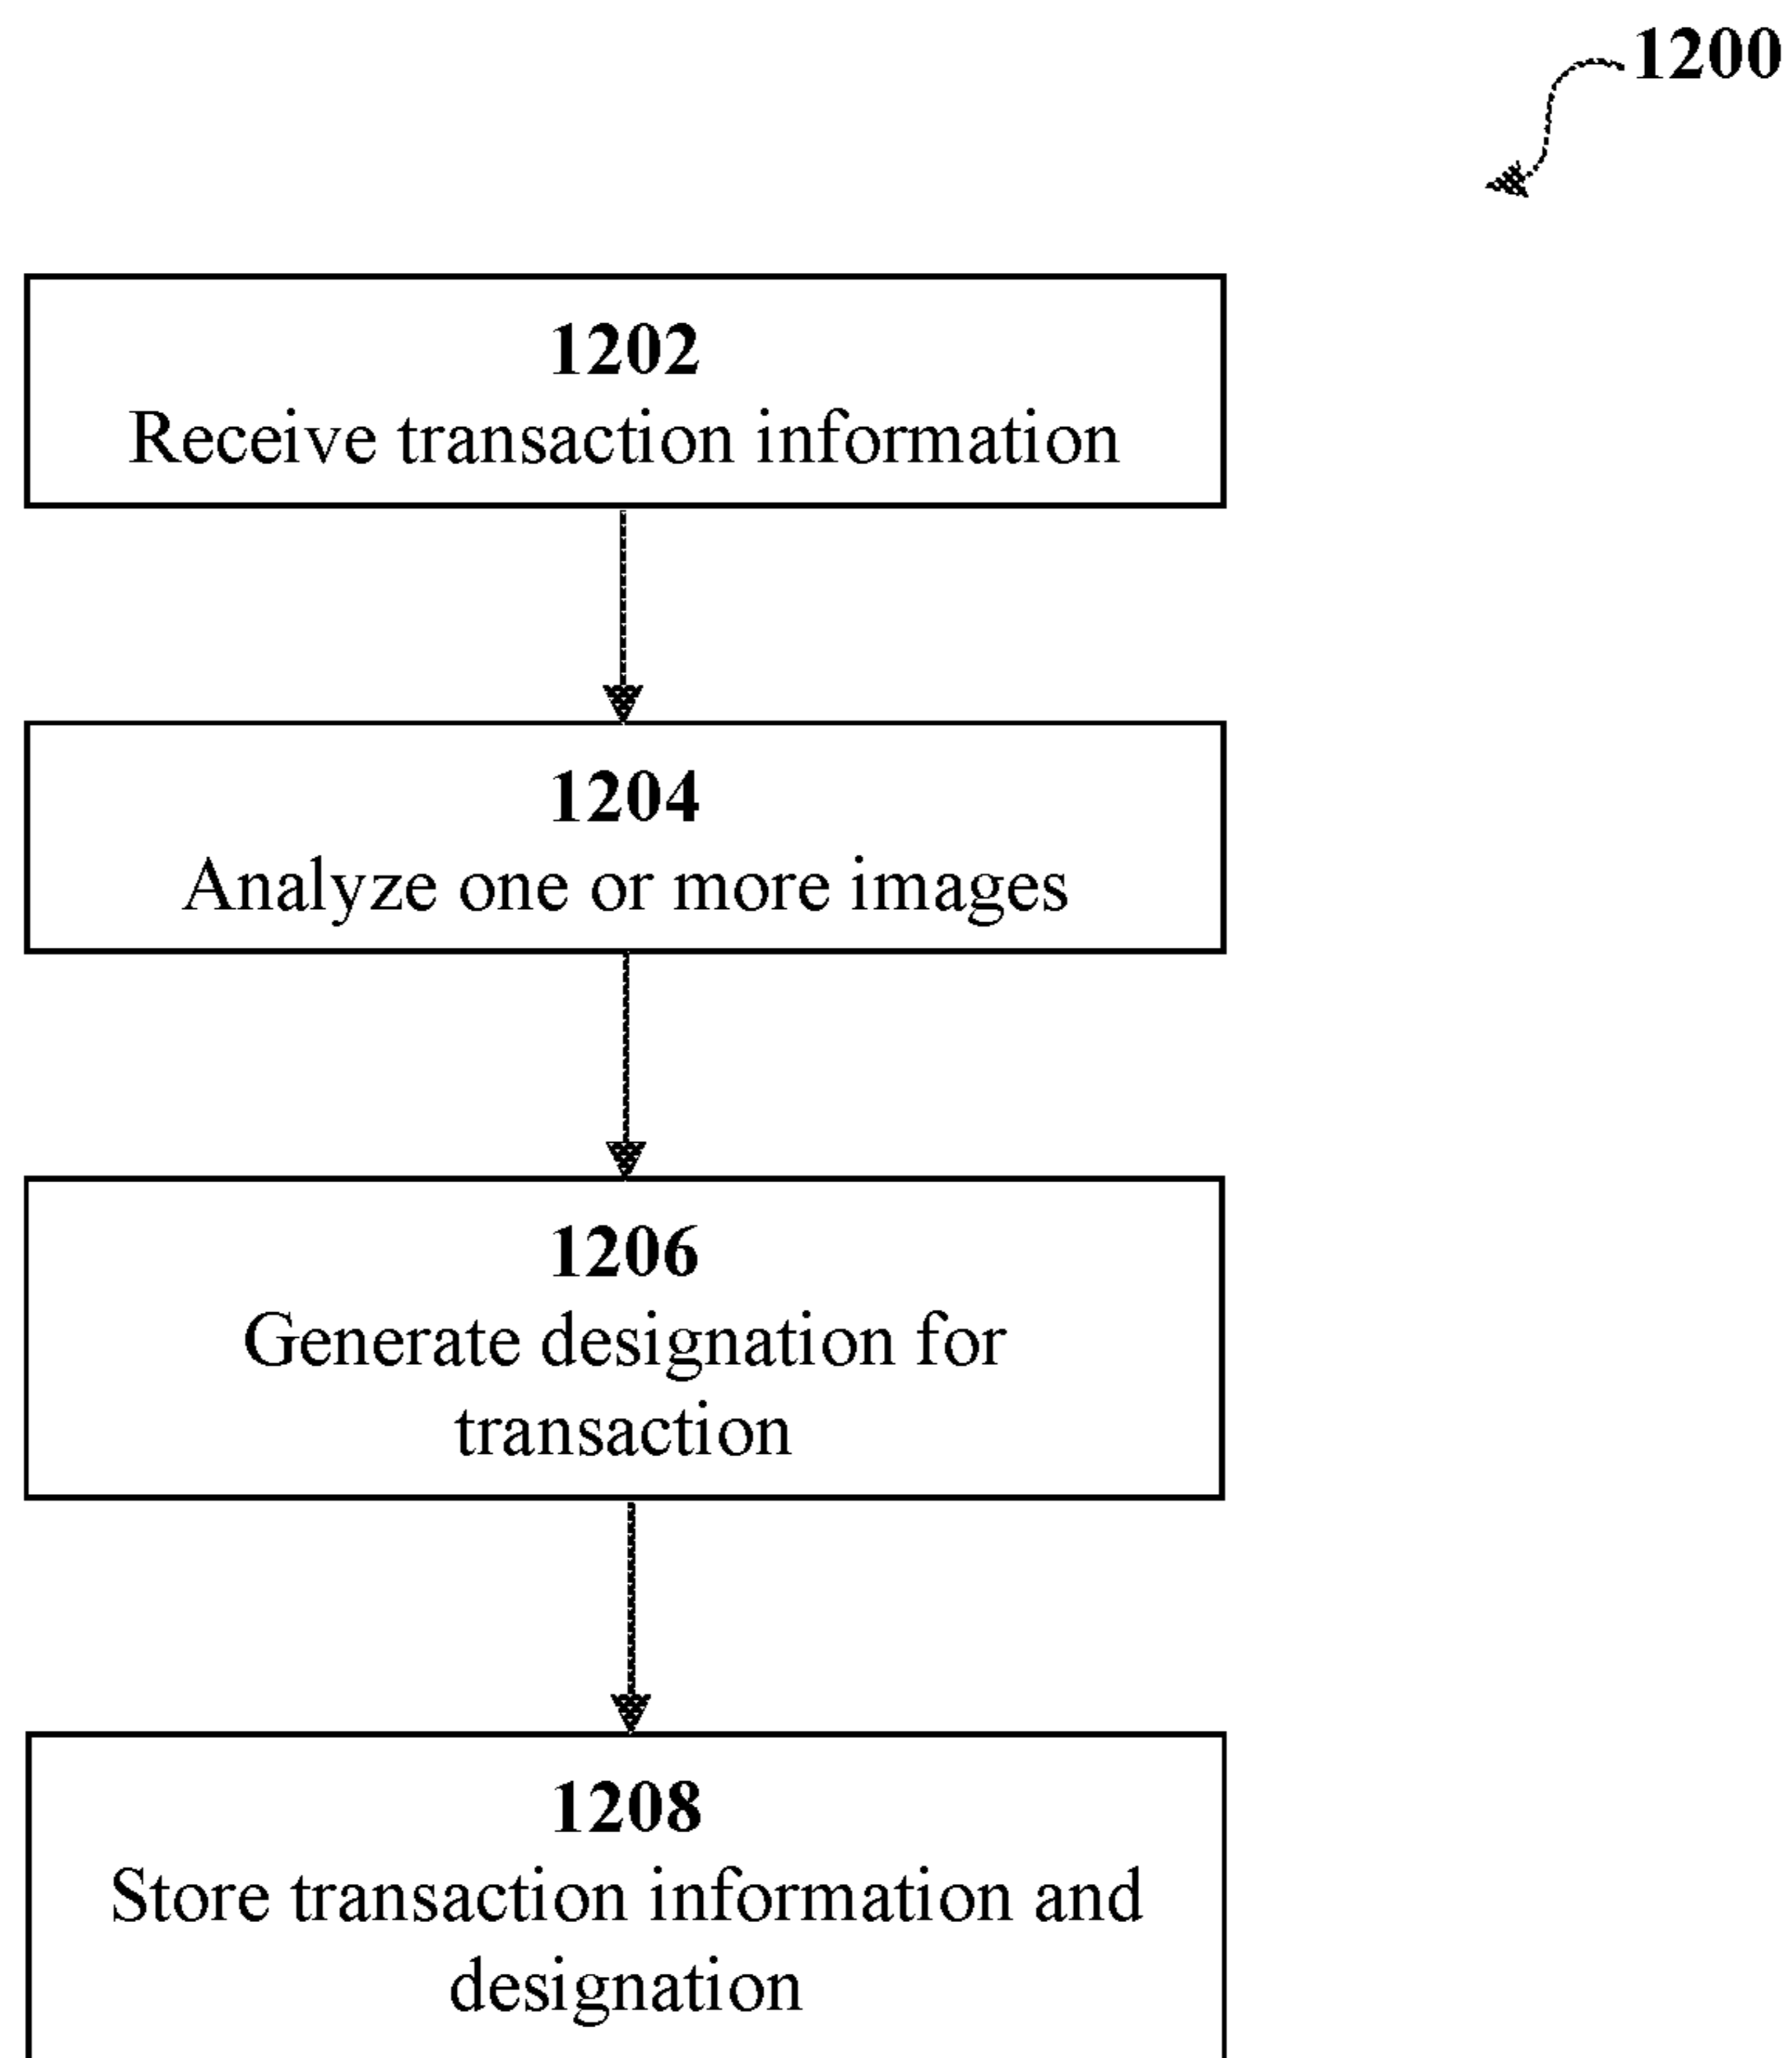 1200
1202
Receive transaction information
1204
Analyze one or more images
1206
Generate designation for
transaction
1208
Store transaction information and
designation